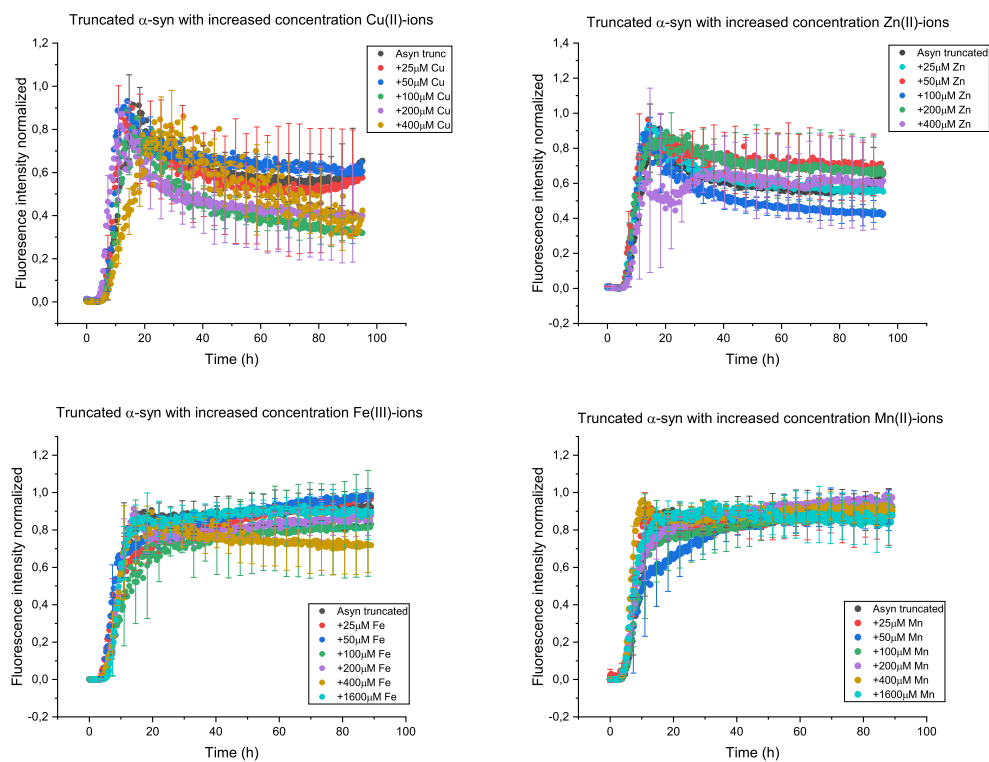 Truncated α-syn with increased concentration Cu(II)-ions
1,2
1,0
0,8
0,6
0,4
0,2
0,0
Fluorescence intensity normalized
Asyn trunc
+25μM Cu
+50μM Cu
+100μM Cu
+200μM Cu
+400μM Cu
0 20 40 60 80 100
Time (h)
Truncated α-syn with increased concentration Zn(II)-ions
1,4
1,2
1,0
0,8
0,6
0,4
0,2
0,0
-0,2
Fluorescence intensity normalized
Asyn truncated
+25μM Zn
+50μM Zn
+100μM Zn
+200μM Zn
+400μM Zn
0 20 40 60 80 100
Time (h)
Truncated α-syn with increased concentration Fe(III)-ions
1,2
1,0
0,8
0,6
0,4
0,2
0,0
-0,2
Fluorescence intensity normalized
Asyn truncated
+25μM Fe
+50μM Fe
+100μM Fe
+200μM Fe
+400μM Fe
+1600μM Fe
0 20 40 60 80 100
Time (h)
Truncated α-syn with increased concentration Mn(II)-ions
1,2
1,0
0,8
0,6
0,4
0,2
0,0
-0,2
Fluorescence intensity normalized
Asyn truncated
+25μM Mn
+50μM Mn
+100μM Mn
+200μM Mn
+400μM Mn
+1600μM Mn
0 20 40 60 80 100
Time (h)